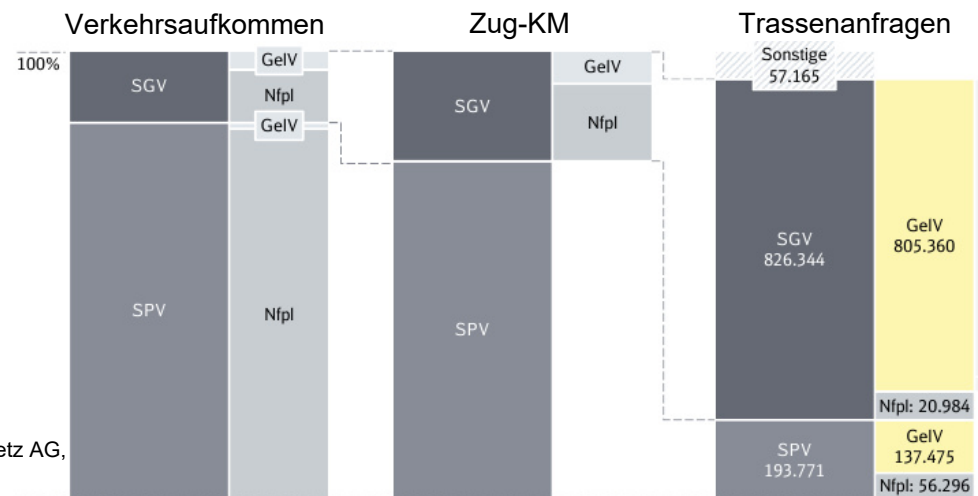 Verkehrsaufkommen
Zug-KM
Trassenanfragen
100%
SGV
GelV
Nfpl
GelV
SPV
Nfpl
SGV
GelV
Nfpl
SPV
Sonstige
57.165
SGV
826.344
GelV
805.360
Nfpl: 20.984
SPV
193.771
GelV
137.475
Nfpl: 56.296
etz AG,